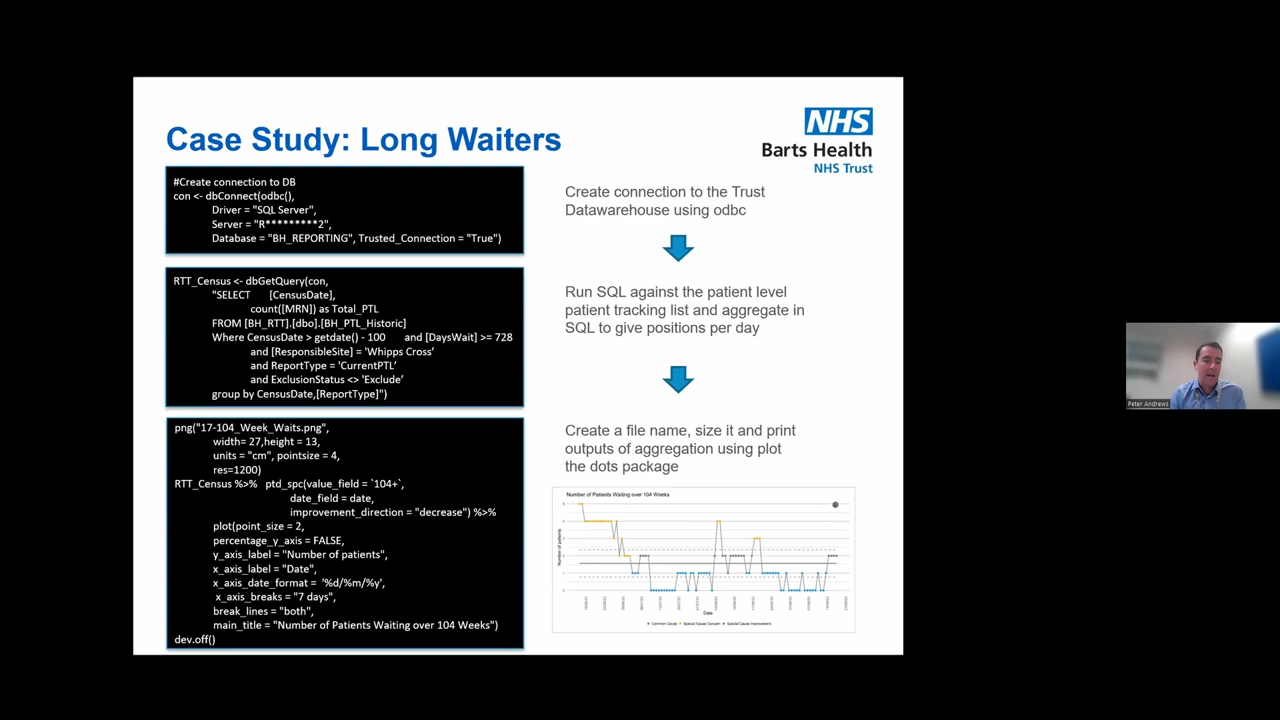 Case Study: Long Waiters
NHS
Barts Health
NHS Trust
#Create connection to DB
con <- dbConnect(odbc(),
Driver = "SQL Server",
Server = "R*********2",
Database = "BH_REPORTING", Trusted_Connection = "True")
Create connection to the Trust
Datawarehouse using odbc
RTT_Census <- dbGetQuery(con,
"SELECT [CensusDate],
count([MRN]) as Total_PTL
FROM [BH_RTT].[dbo].[BH_PTL_Historic]
Where CensusDate > getdate() - 100 and [DaysWait] >= 728
and [ResponsibleSite] = 'Whipps Cross'
and ReportType = 'CurrentPTL'
and ExclusionStatus <> 'Exclude'
group by CensusDate,[ReportType]")
Run SQL against the patient level
patient tracking list and aggregate in
SQL to give positions per day
png("17-104_Week_Waits.png",
width= 27,height = 13,
units = "cm", pointsize = 4,
res=1200)
RTT_Census %>% ptd_spc(value_field = `104+`,
date_field = date,
improvement_direction = "decrease") %>%
plot(point_size = 2,
percentage_y_axis = FALSE,
y_axis_label = "Number of patients",
x_axis_label = "Date",
x_axis_date_format = '%d/%m/%y',
x_axis_breaks = "7 days",
break_lines = "both",
main_title = "Number of Patients Waiting over 104 Weeks")
dev.off()
Create a file name, size it and print
outputs of aggregation using plot
the dots package
Number of Patients Waiting over 104 Weeks
Number of patients
Date
Common Cause Special Cause Concern Special Cause Improvement
Peter Andrews